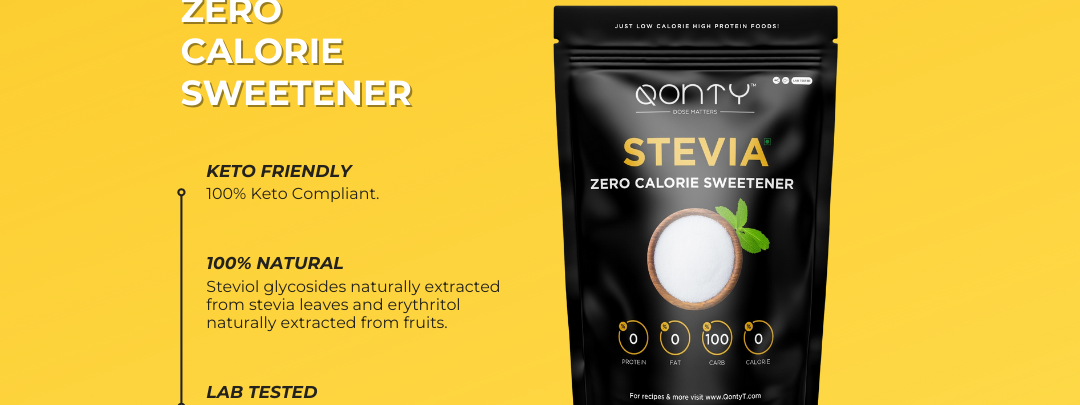 ZERO
CALORIE
SWEETENER
KETO FRIENDLY
100% Keto Compliant.
100% NATURAL
Steviol glycosides naturally extracted
from stevia leaves and erythritol
naturally extracted from fruits.
LAB TESTED
JUST LOW CALORIE HIGH PROTEIN FOODS!
QONTY™
DOSE MATTERS
STEVIA
ZERO CALORIE SWEETENER
% % % %
0 0 100 0
PROTEIN FAT CARB CALORIE
For recipes & more visit www.QontyT.com